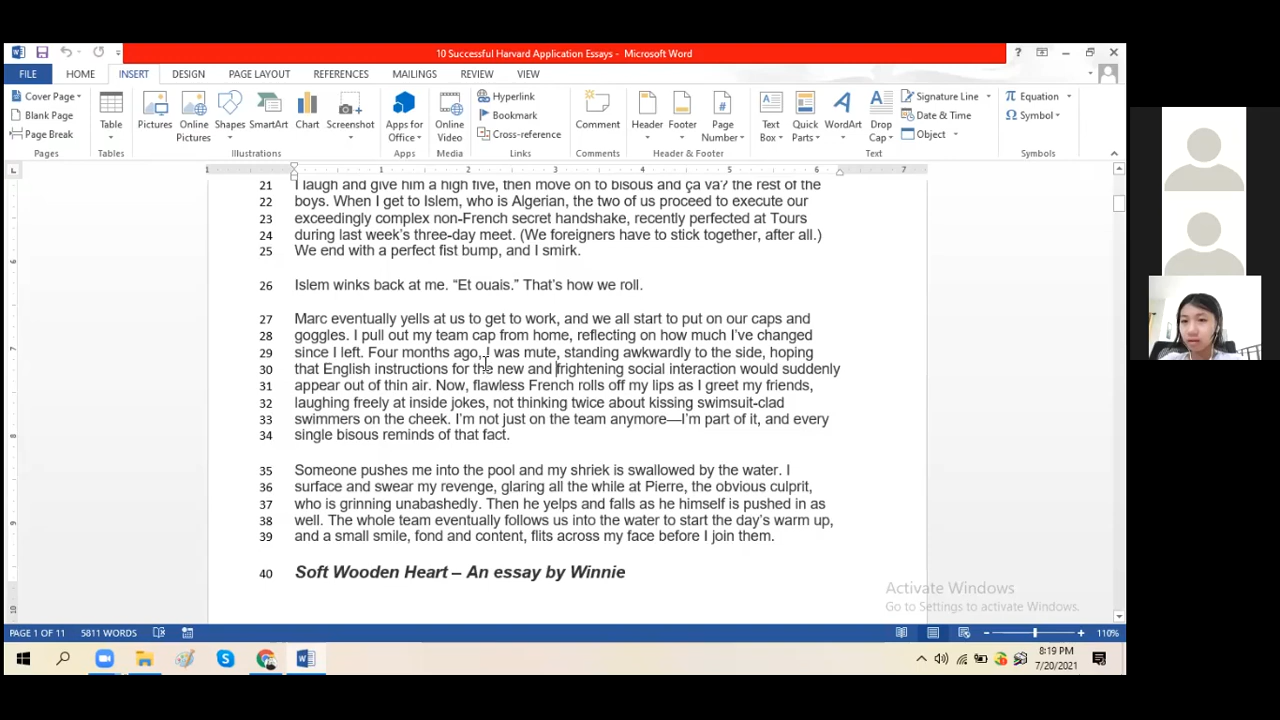 10 Successful Harvard Application Essays - Microsoft Word
FILE HOME INSERT DESIGN PAGE LAYOUT REFERENCES MAILINGS REVIEW VIEW
Cover Page
Blank Page
Page Break
Pages
Table
Tables
Pictures
Online Pictures
Shapes
SmartArt
Chart
Screenshot
Illustrations
Apps for Office
Apps
Online Video
Media
Hyperlink
Bookmark
Cross-reference
Links
Comment
Comments
Header
Footer
Page Number
Header & Footer
Text Box
Quick Parts
WordArt
Drop Cap
Signature Line
Date & Time
Object
Text
Equation
Symbol
Symbols
1 1 2 3 4 5 6 7
21 I laugh and give him a high five, then move on to bisous and ça va? the rest of the
22 boys. When I get to Islem, who is Algerian, the two of us proceed to execute our
23 exceedingly complex non-French secret handshake, recently perfected at Tours
24 during last week's three-day meet. (We foreigners have to stick together, after all.)
25 We end with a perfect fist bump, and I smirk.
26 Islem winks back at me. “Et ouais.” That's how we roll.
27 Marc eventually yells at us to get to work, and we all start to put on our caps and
28 goggles. I pull out my team cap from home, reflecting on how much I've changed
29 since I left. Four months ago, I was mute, standing awkwardly to the side, hoping
30 that English instructions for the new and frightening social interaction would suddenly
31 appear out of thin air. Now, flawless French rolls off my lips as I greet my friends,
32 laughing freely at inside jokes, not thinking twice about kissing swimsuit-clad
33 swimmers on the cheek. I'm not just on the team anymore—I'm part of it, and every
34 single bisous reminds of that fact.
35 Someone pushes me into the pool and my shriek is swallowed by the water. I
36 surface and swear my revenge, glaring all the while at Pierre, the obvious culprit,
37 who is grinning unabashedly. Then he yelps and falls as he himself is pushed in as
38 well. The whole team eventually follows us into the water to start the day's warm up,
39 and a small smile, fond and content, flits across my face before I join them.
40 Soft Wooden Heart – An essay by Winnie
Activate Windows
Go to Settings to activate Windows.
PAGE 1 OF 11 5811 WORDS 110%
8:19 PM
7/20/2021